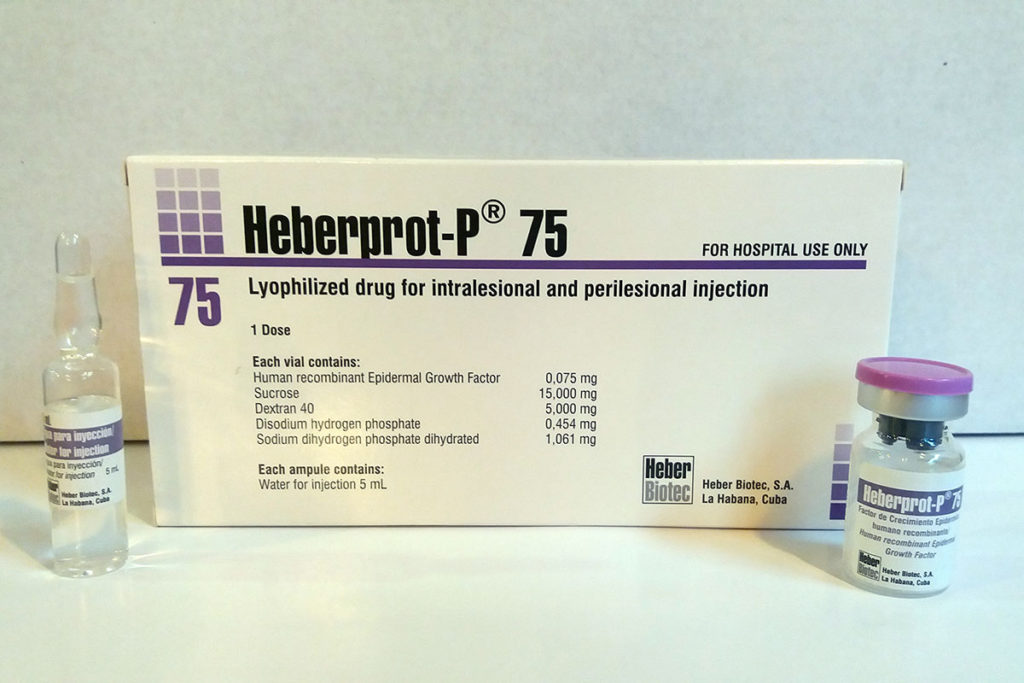 Heberprot-P® 75
FOR HOSPITAL USE ONLY
75
Lyophilized drug for intralesional and perilesional injection
1 Dose
Each vial contains:
Human recombinant Epidermal Growth Factor 0,075 mg
Sucrose 15,000 mg
Dextran 40 5,000 mg
Disodium hydrogen phosphate 0,454 mg
Sodium dihydrogen phosphate dihydrated 1,061 mg
Each ampule contains:
Water for injection 5 mL
Heber
Biotec
Heber Biotec, S.A.
La Habana, Cuba
para inyección/
for injection
para inyección/
for injection 5 mL
Heber Biotec, S.A.
La Habana, Cuba
Heberprot-P® 75
Factor de Crecimiento
humano recombinante/
Human recombinant
Growth Factor
Heber
Biotec
Heber Biotec, S.A.
La Habana, Cuba